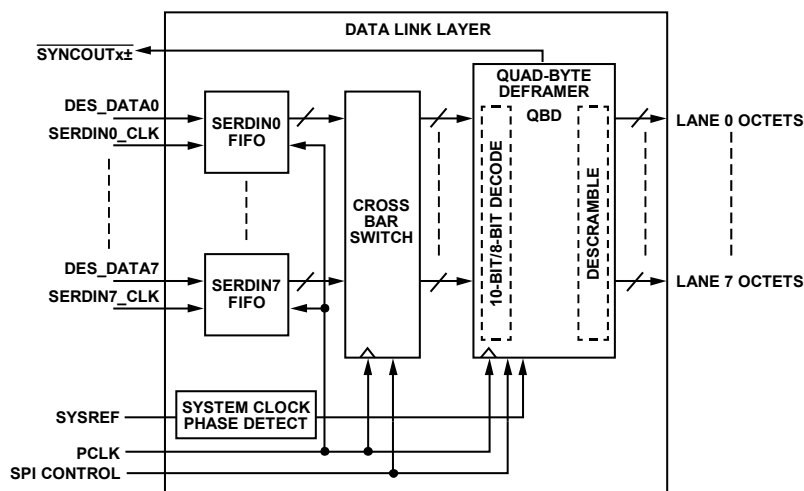 DATA LINK LAYER
SYNCOUTx±
QUAD-BYTE
DEFRAMER
QBD
DES_DATA0
SERDIN0_CLK
SERDIN0
FIFO
LANE 0 OCTETS
CROSS
BAR
SWITCH
10-BIT/8-BIT DECODE
DESCRAMBLE
DES_DATA7
SERDIN7_CLK
SERDIN7
FIFO
LANE 7 OCTETS
SYSREF
SYSTEM CLOCK
PHASE DETECT
PCLK
SPI CONTROL